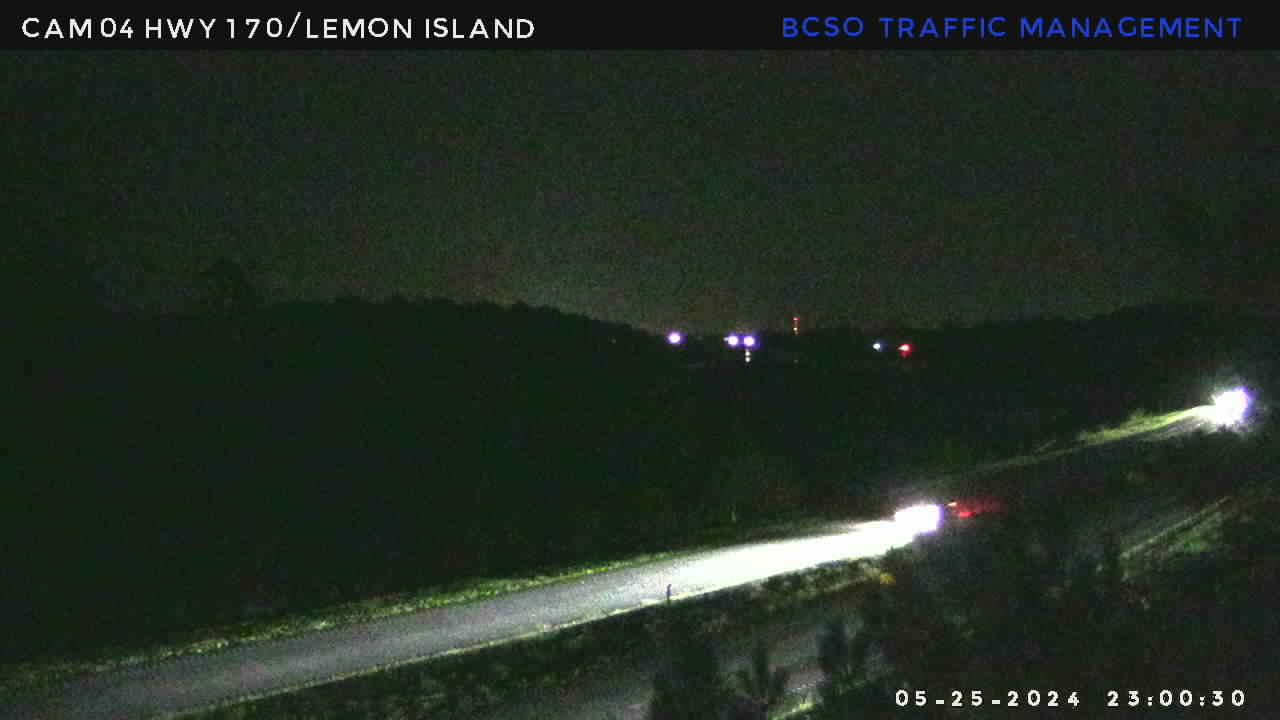 CAM04 HWY 170/LEMON ISLAND
BCSO TRAFFIC MANAGEMENT
05-25-2024 23:00:30